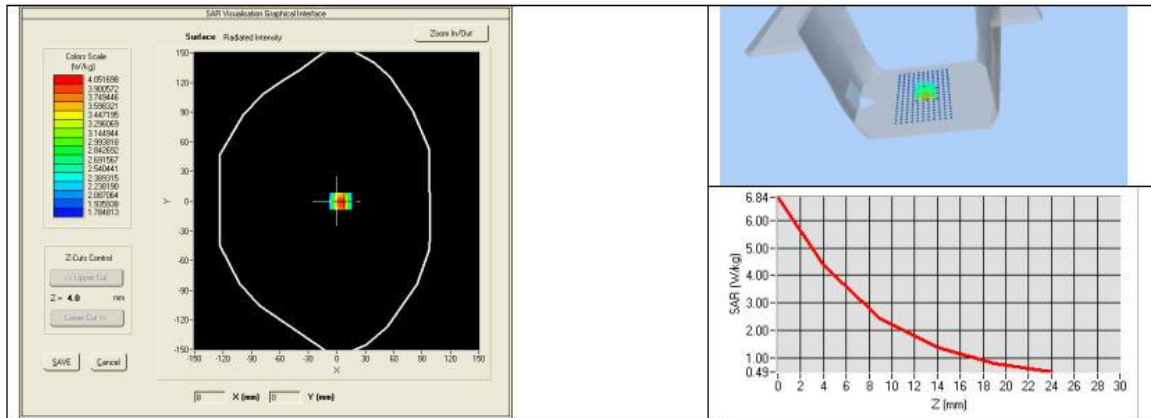 SAR Visualisation Graphical Interface
Surface Radiated Intensity
Zoom In/Out
Colors Scale
(W/kg)
4.051698
3.900572
3.749446
3.598321
3.447195
3.296069
3.144944
2.993818
2.842692
2.691567
2.540441
2.389315
2.238190
2.087064
1.935938
1.784813
Z-Cuts Control
<< Upper Cut
Z = 4.0 mm
Lower Cut >>
SAVE Cancel
150
120
90
60
30
0
-30
-60
-90
-120
-150
Y
-150 -120 -90 -60 -30 0 30 60 90 120 150
X
0 X (mm) 0 Y (mm)
6.84
6.00
5.00
4.00
3.00
2.00
1.00
0.49
SAR (W/kg)
0 2 4 6 8 10 12 14 16 18 20 22 24 26 28 30
Z (mm)